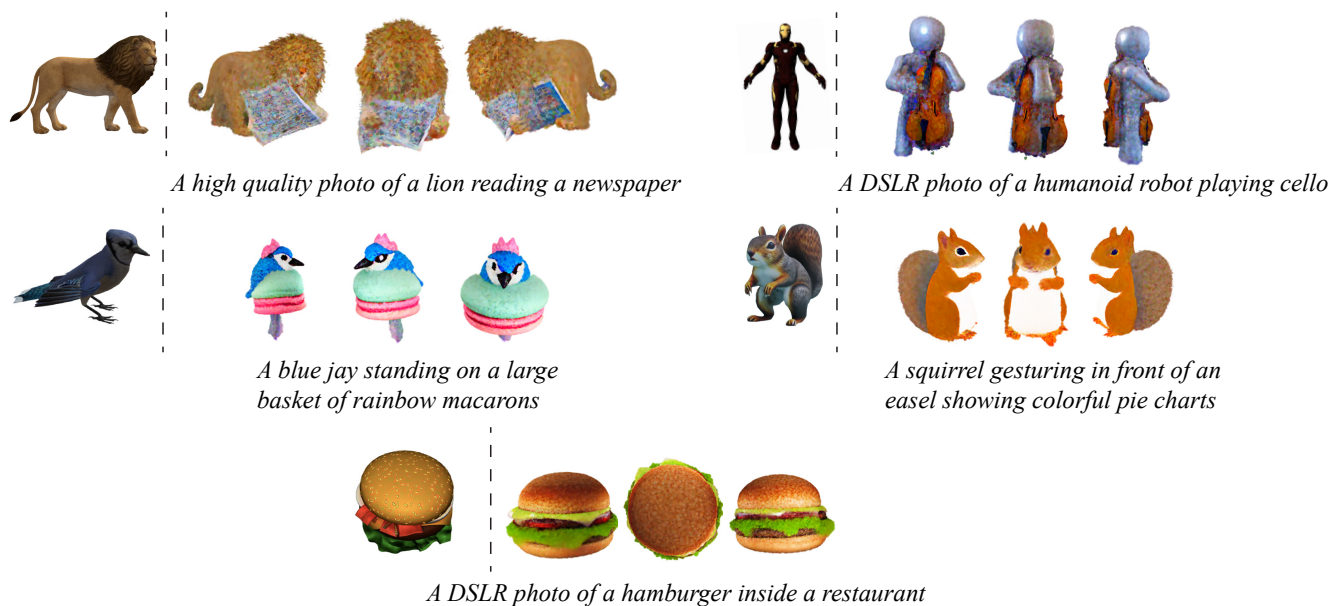 A high quality photo of a lion reading a newspaper
A DSLR photo of a humanoid robot playing cello
A blue jay standing on a large
basket of rainbow macarons
A squirrel gesturing in front of an
easel showing colorful pie charts
A DSLR photo of a hamburger inside a restaurant